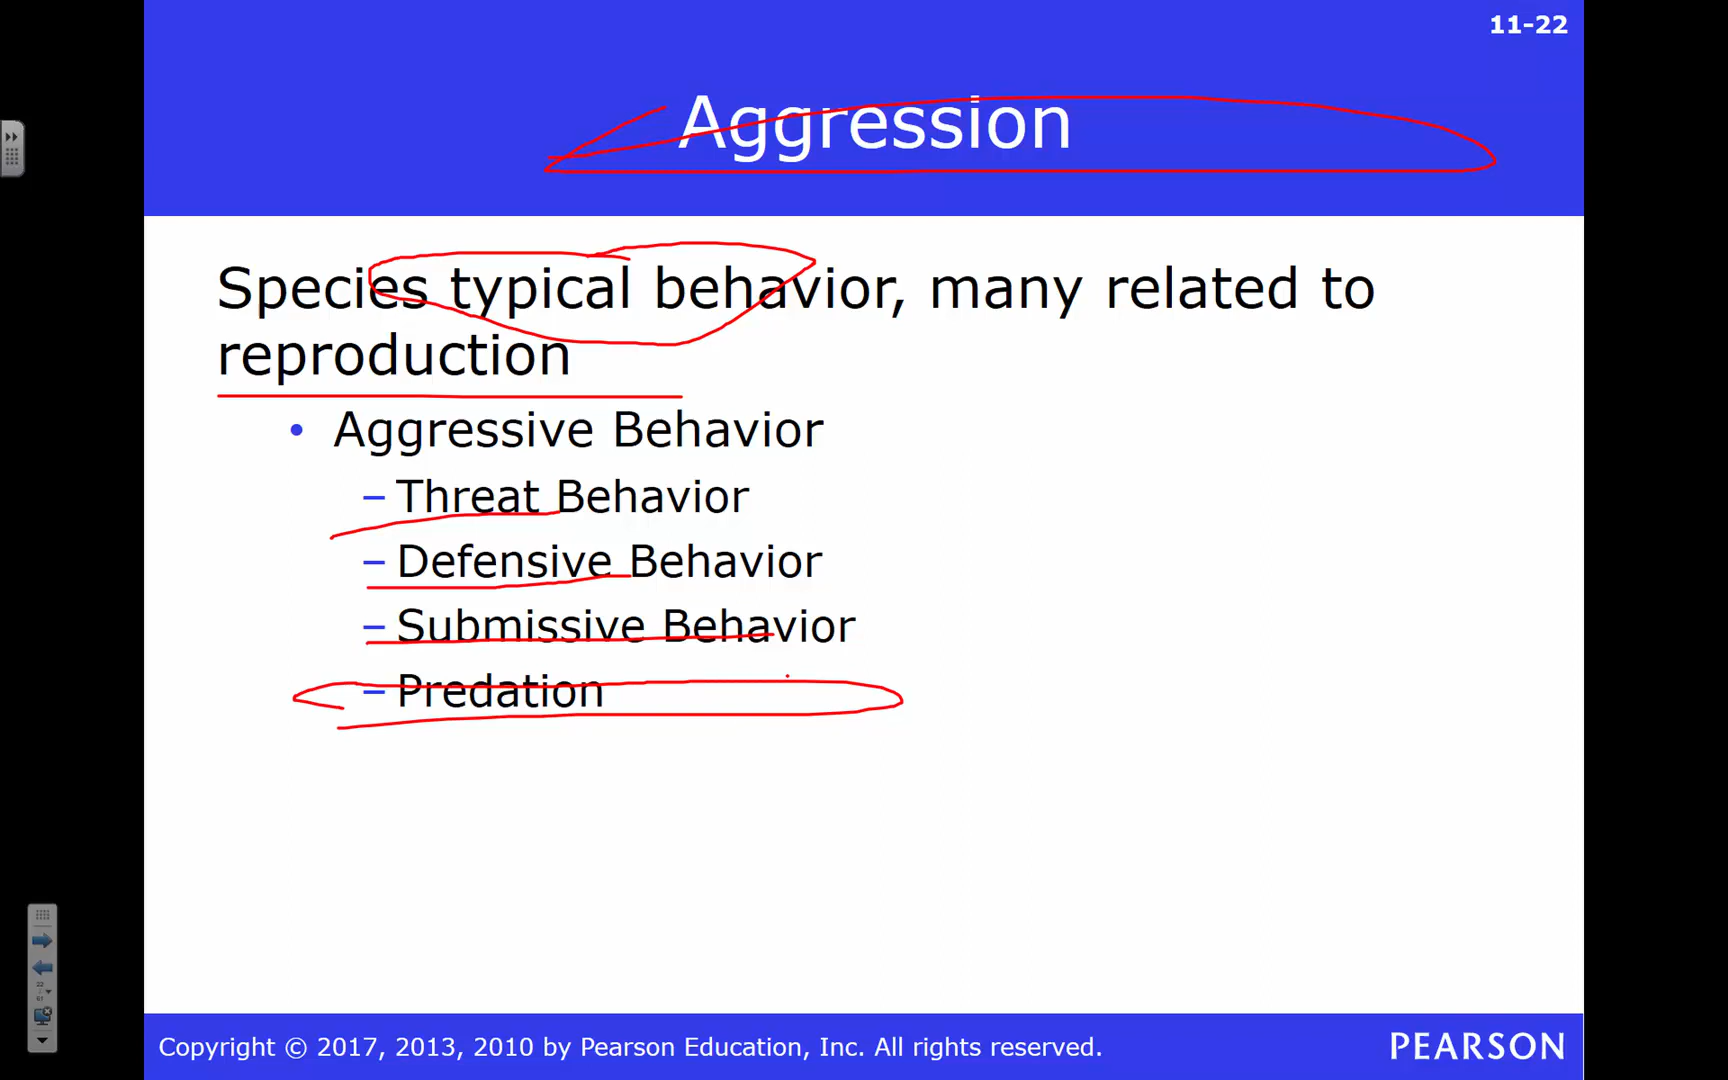 11-22
Aggression
Species typical behavior, many related to
reproduction
• Aggressive Behavior
– Threat Behavior
– Defensive Behavior
– Submissive Behavior
– Predation
Copyright © 2017, 2013, 2010 by Pearson Education, Inc. All rights reserved.
PEARSON